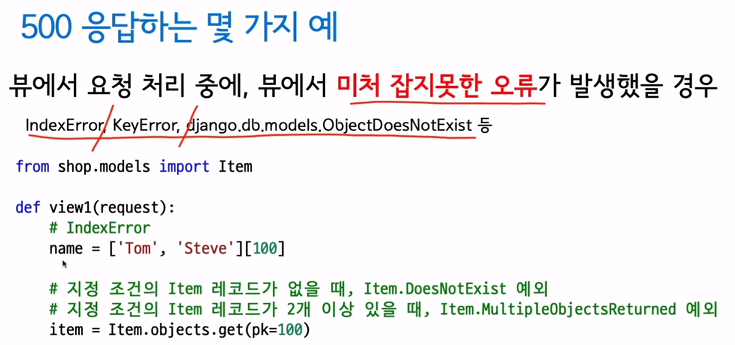 500 응답하는 몇 가지 예
뷰에서 요청 처리 중에, 뷰에서 미처 잡지못한 오류가 발생했을 경우
IndexError, KeyError, django.db.models.ObjectDoesNotExist 등
from shop.models import Item
def view1(request):
# IndexError
name = ['Tom', 'Steve'][100]
# 지정 조건의 Item 레코드가 없을 때, Item.DoesNotExist 예외
# 지정 조건의 Item 레코드가 2개 이상 있을 때, Item.MultipleObjectsReturned 예외
item = Item.objects.get(pk=100)